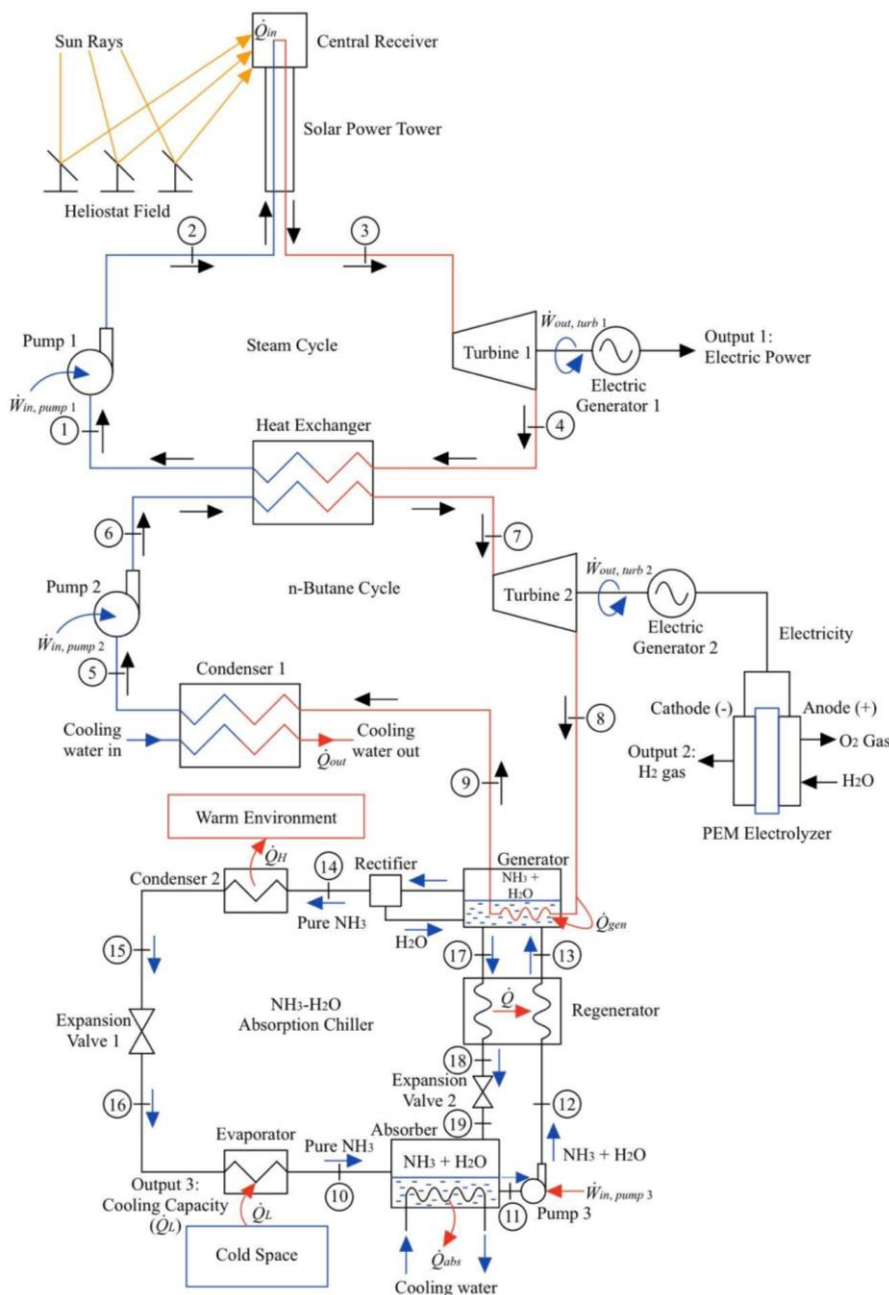 Q̇in
Sun Rays
Central Receiver
Solar Power Tower
Heliostat Field
2
3
Pump 1
Steam Cycle
Turbine 1
Ẇout, turb 1
Output 1:
Electric Power
Electric
Generator 1
Ẇin, pump 1
1
Heat Exchanger
4
6
7
Pump 2
n-Butane Cycle
Turbine 2
Ẇout, turb 2
Electric
Generator 2
Electricity
Ẇin, pump 2
5
Condenser 1
8
Cathode (-)
Anode (+)
Cooling
water in
Cooling
water out
Q̇out
O2 Gas
Output 2:
H2 gas
H2O
9
PEM Electrolyzer
Warm Environment
Generator
NH3 +
H2O
Q̇H
Condenser 2
14
Rectifier
Pure NH3
H2O
Q̇gen
15
17
13
Q̇
Regenerator
NH3-H2O
Absorption Chiller
Expansion
Valve 1
18
Expansion
Valve 2
16
12
19
Evaporator
Pure NH3
Absorber
NH3 + H2O
NH3 + H2O
Output 3:
Cooling Capacity
(Q̇L)
Q̇L
10
11
Ẇin, pump 3
Pump 3
Cold Space
Q̇abs
Cooling water